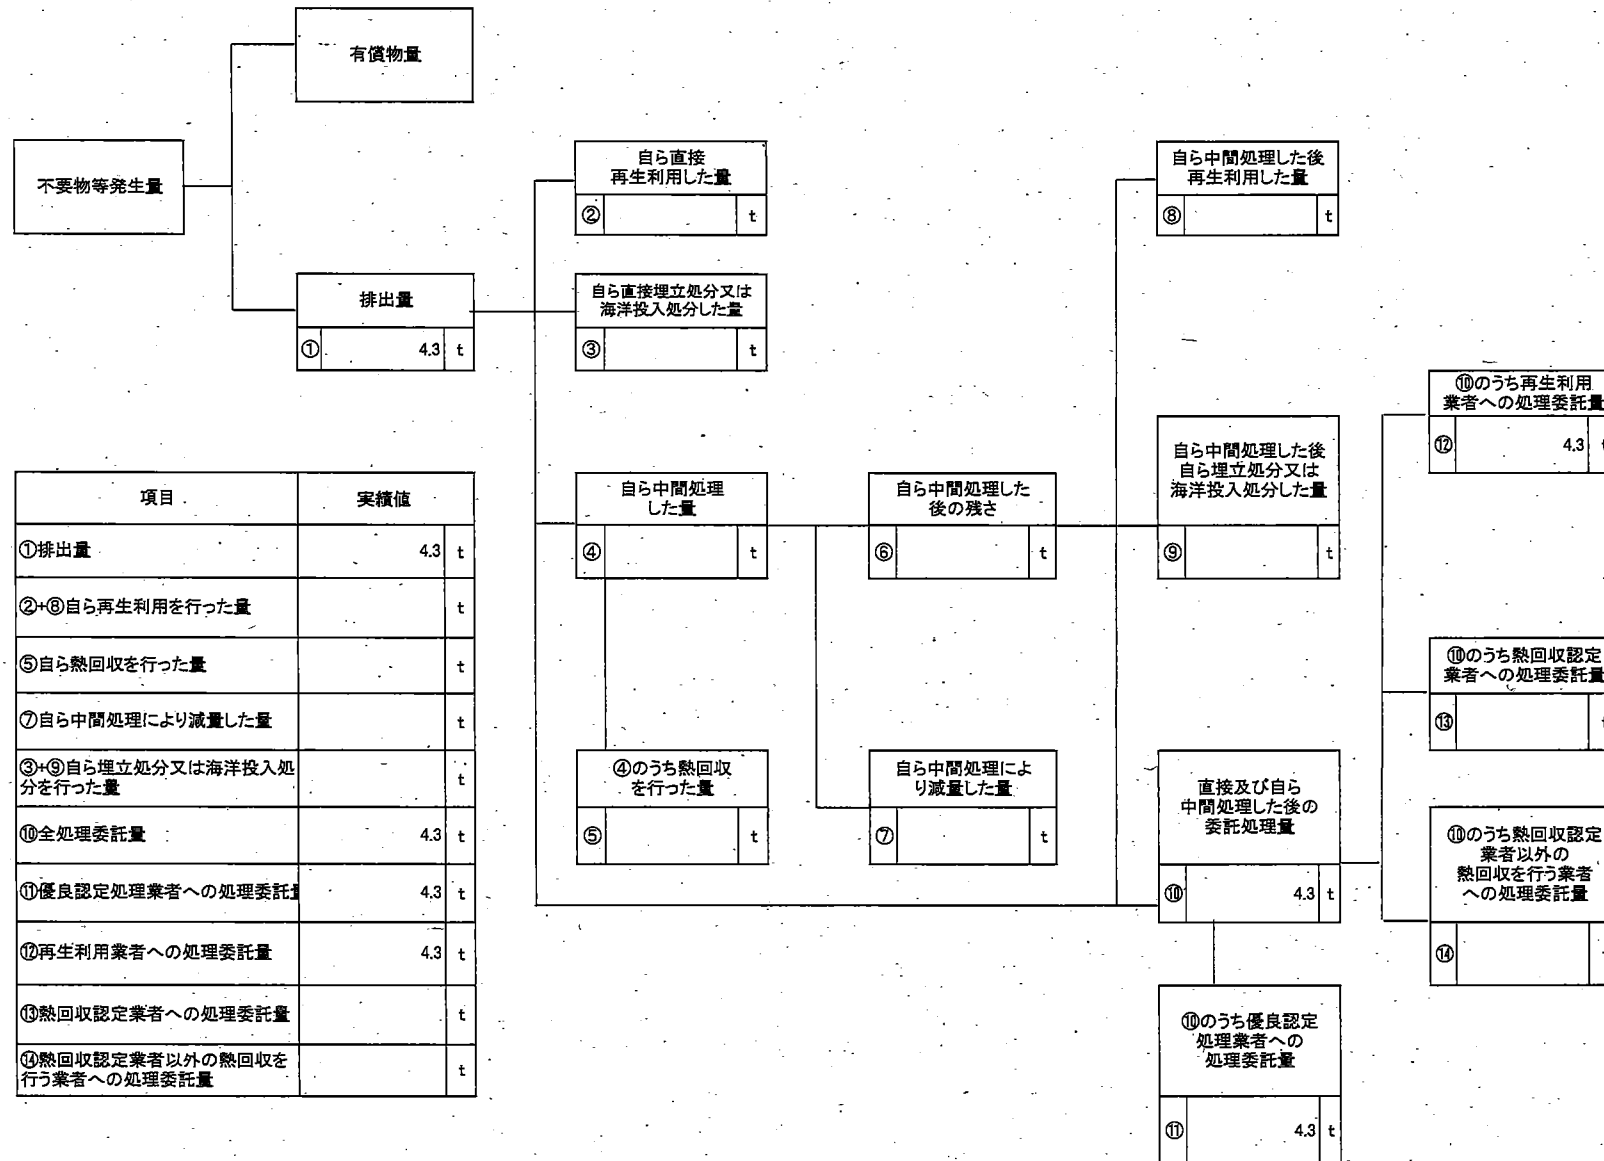 有償物量
不要物等発生量
自ら直接
再生利用した量
② t
自ら中間処理した後
再生利用した量
⑧ t
排出量
① 4.3 t
自ら直接埋立処分又は
海洋投入処分した量
③ t
⑩のうち再生利用
業者への処理委託量
⑫ 4.3 t
自ら中間処理
した量
④ t
自ら中間処理した
後の残さ
⑥ t
自ら中間処理した後
自ら埋立処分又は
海洋投入処分した量
⑨ t
項目 実績値
①排出量 4.3 t
②+⑧自ら再生利用を行った量 t
⑤自ら熱回収を行った量 t
⑦自ら中間処理により減量した量 t
③+⑨自ら埋立処分又は海洋投入処
分を行った量 t
⑩全処理委託量 4.3 t
⑪優良認定処理業者への処理委託量 4.3 t
⑫再生利用業者への処理委託量 4.3 t
⑬熱回収認定業者への処理委託量 t
⑭熱回収認定業者以外の熱回収を
行う業者への処理委託量 t
⑩のうち熱回収認定
業者への処理委託量
⑬ t
④のうち熱回収
を行った量
⑤ t
自ら中間処理によ
り減量した量
⑦ t
直接及び自ら
中間処理した後の
委託処理量
⑩ 4.3 t
⑩のうち熱回収認定
業者以外の
熱回収を行う業者
への処理委託量
⑭
⑩のうち優良認定
処理業者への
処理委託量
⑪ 4.3 t